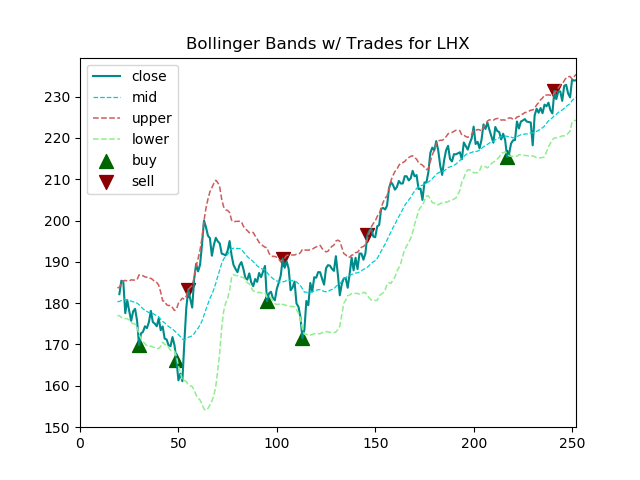 Bollinger Bands w/ Trades for LHX
close
mid
upper
lower
buy
sell
230
220
210
200
190
180
170
160
150
0 50 100 150 200 250